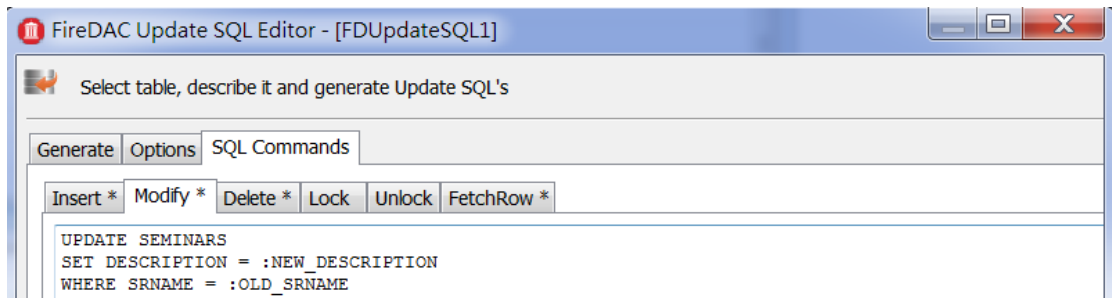 FireDAC Update SQL Editor - [FDUpdateSQL1]
Select table, describe it and generate Update SQL's
Generate Options SQL Commands
Insert * Modify * Delete * Lock Unlock FetchRow *
UPDATE SEMINARS
SET DESCRIPTION = :NEW_DESCRIPTION
WHERE SRNAME = :OLD_SRNAME